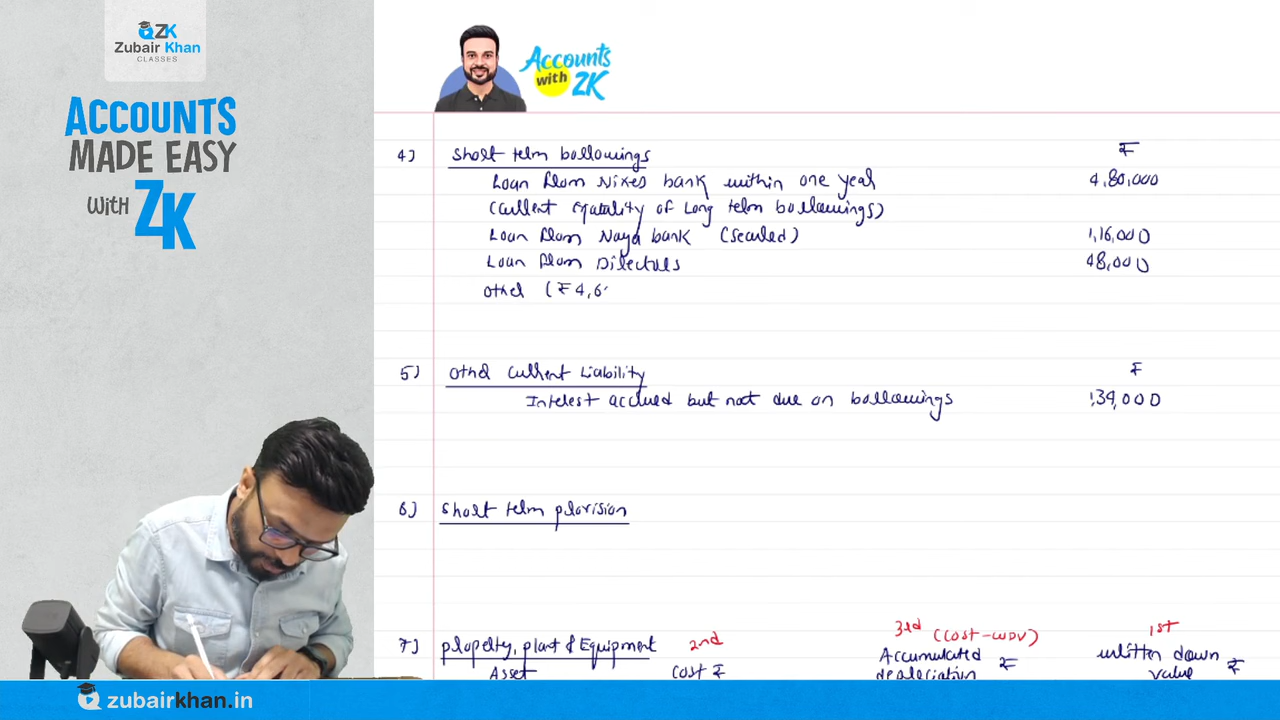 ZK
Zubair Khan
CLASSES
ACCOUNTS
MADE EASY
with ZK
Accounts
with
ZK
4) Short term borrowings ₹
Loan from Nixes bank within one year 4,80,000
(Current of Long term borrowings)
Loan from Naya bank (Secured) 1,16,000
Loan from Directors 48,000
Other (₹ 4,6
5) Other Current Liability ₹
Interest accrued but not due on borrowings 1,34,000
6) Short term provision
7) property, plant & Equipment 2nd 3rd (cost-WDV) 1st
Asset Cost ₹ Accumulated depreciation ₹ written down value ₹
zubairkhan.in